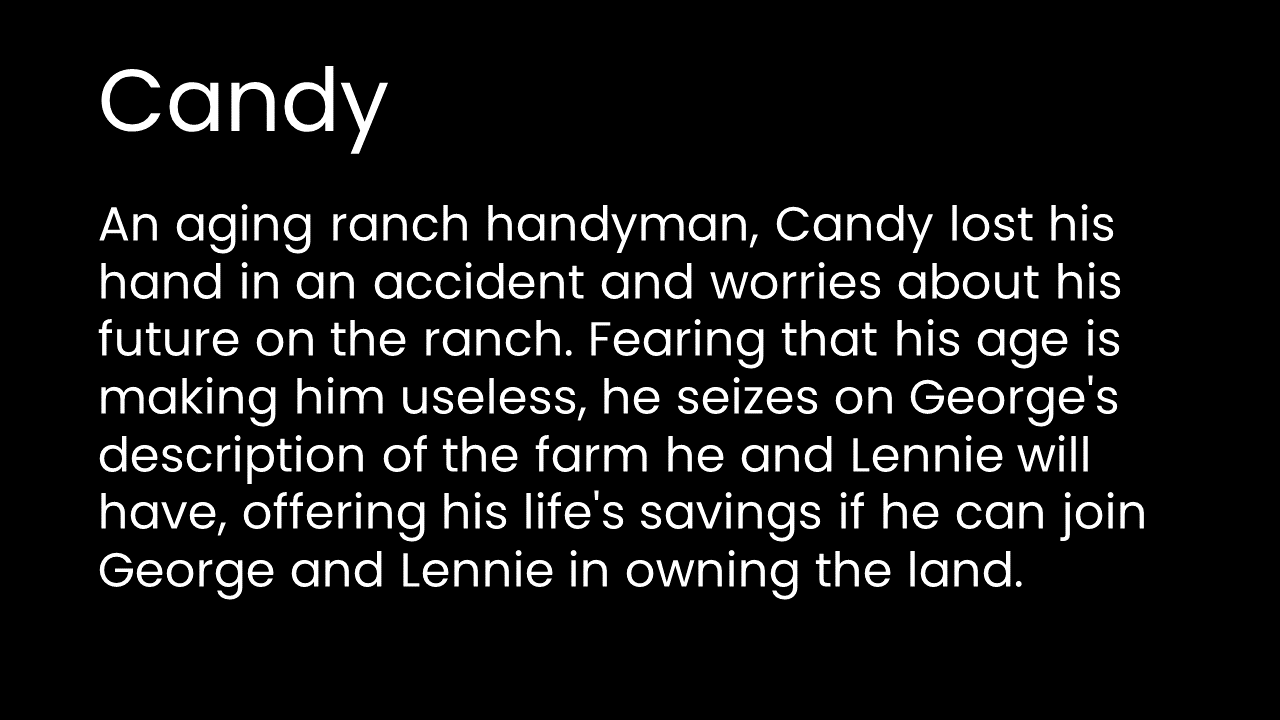 Candy
An aging ranch handyman, Candy lost his
hand in an accident and worries about his
future on the ranch. Fearing that his age is
making him useless, he seizes on George's
description of the farm he and Lennie will
have, offering his life's savings if he can join
George and Lennie in owning the land.